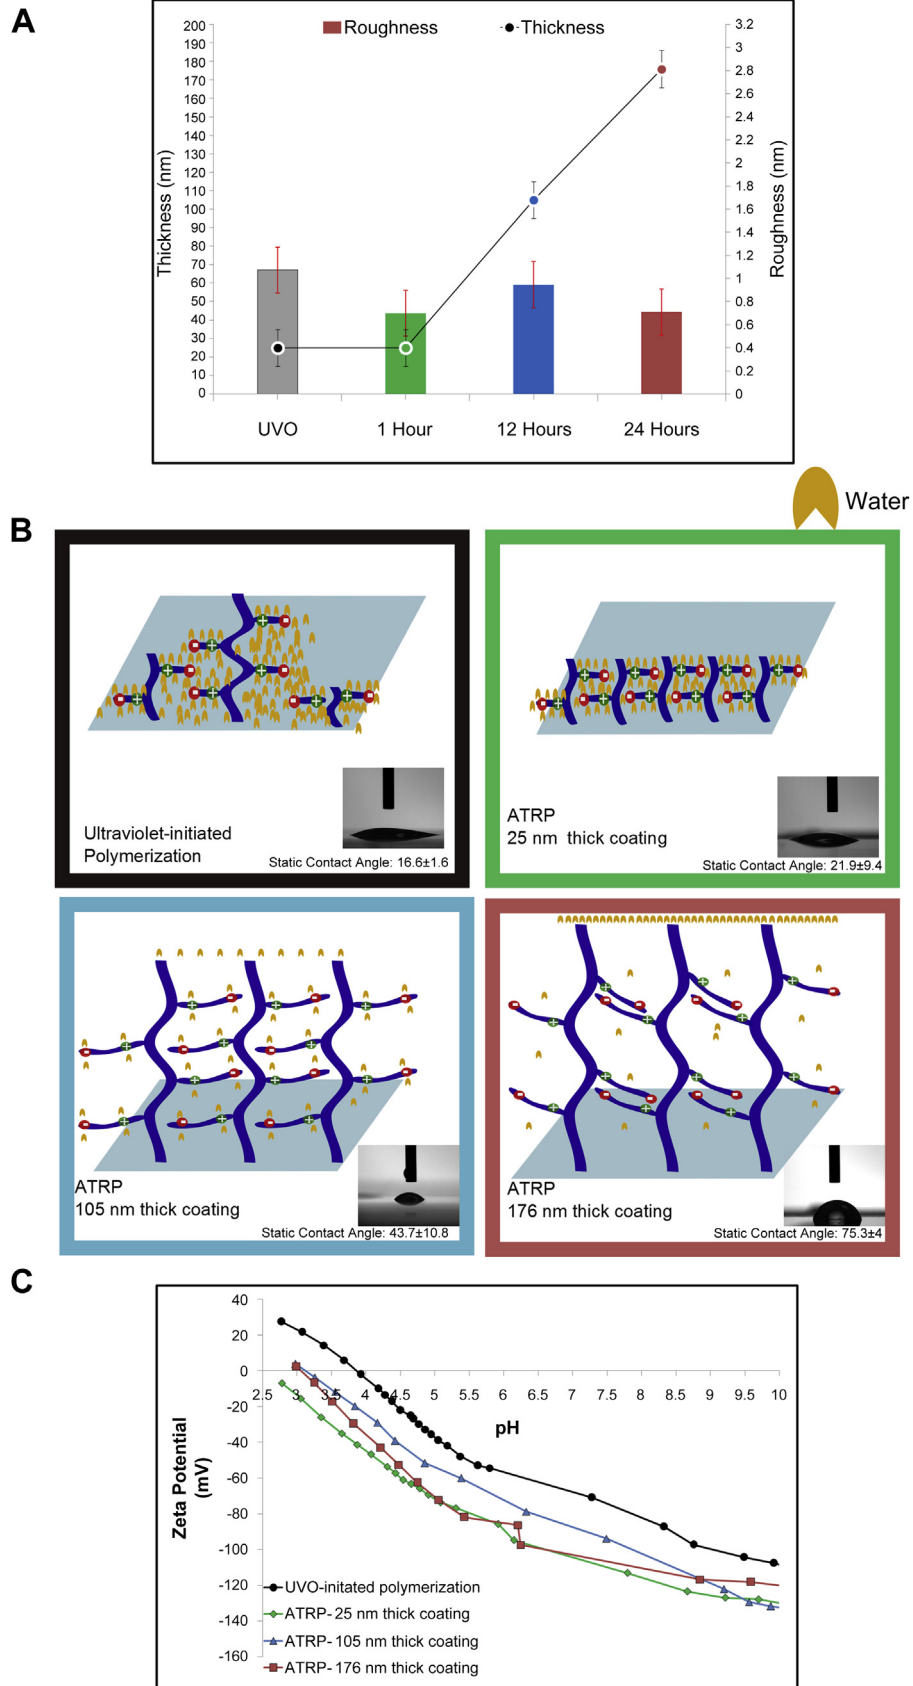 A
Roughness
Thickness
200
190
180
170
160
150
140
130
120
110
100
90
80
70
60
50
40
30
20
10
0
Thickness (nm)
3.2
3
2.8
2.6
2.4
2.2
2
1.8
1.6
1.4
1.2
1
0.8
0.6
0.4
0.2
0
Roughness (nm)
UVO
1 Hour
12 Hours
24 Hours
Water
B
Ultraviolet-initiated
Polymerization
Static Contact Angle: 16.6±1.6
ATRP
25 nm thick coating
Static Contact Angle: 21.9±9.4
ATRP
105 nm thick coating
Static Contact Angle: 43.7±10.8
ATRP
176 nm thick coating
Static Contact Angle: 75.3±4
C
40
20
0
-20
-40
-60
-80
-100
-120
-140
-160
Zeta Potential
(mV)
2.5 3 3.5 4 4.5 5 5.5 6 6.5 7 7.5 8 8.5 9 9.5 10
pH
UVO-initated polymerization
ATRP- 25 nm thick coating
ATRP- 105 nm thick coating
ATRP- 176 nm thick coating